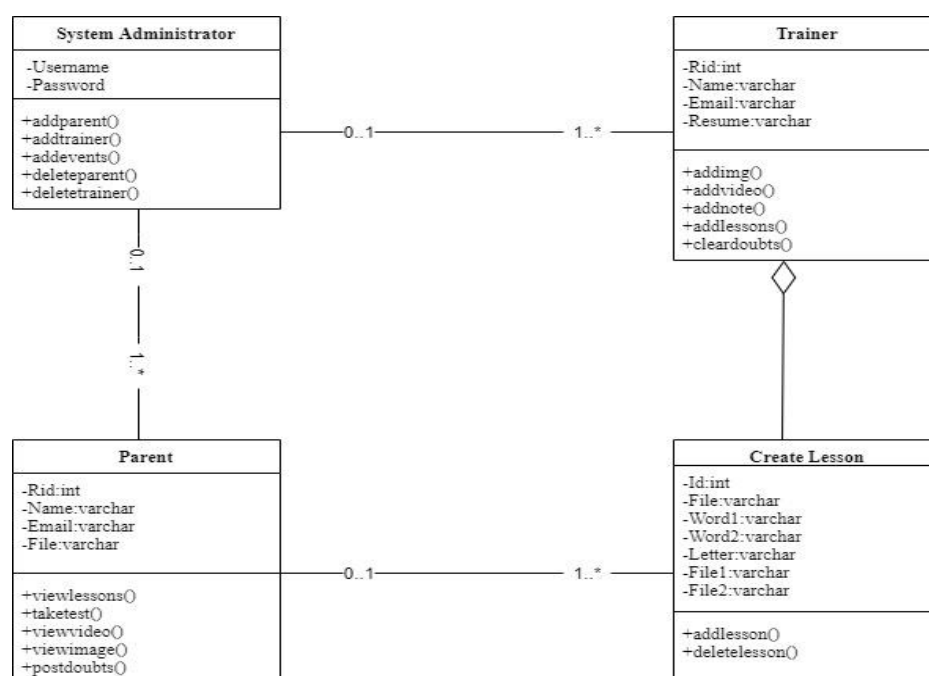 System Administrator
-Username
-Password
+addparent()
+addtrainer()
+addevents()
+deleteparent()
+deletetrainer()
0..1
1..*
Trainer
-Rid:int
-Name:varchar
-Email:varchar
-Resume:varchar
+addimg()
+addvideo()
+addnote()
+addlessons()
+cleardoubts()
0.1
1..*
Parent
-Rid:int
-Name:varchar
-Email:varchar
-File:varchar
+viewlessons()
+taketest()
+viewvideo()
+viewimage()
+postdoubts()
0..1
1..*
Create Lesson
-Id:int
-File:varchar
-Word1:varchar
-Word2:varchar
-Letter:varchar
-File1:varchar
-File2:varchar
+addlesson()
+deletelesson()